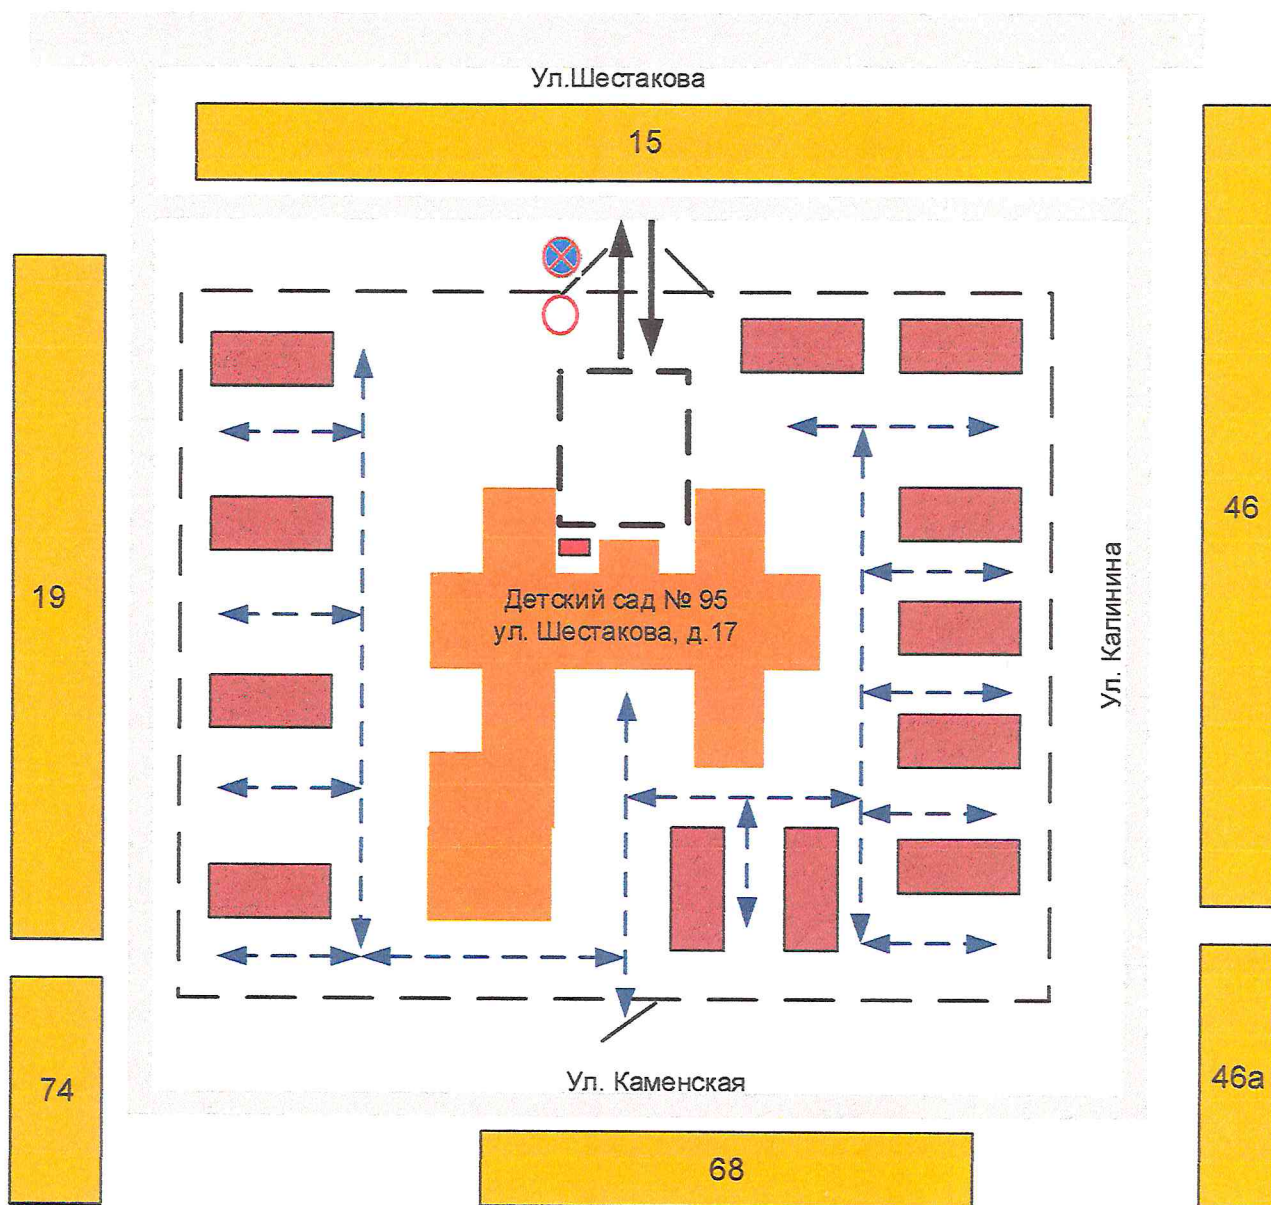 Ул.Шестакова
15
46
19
Детский сад № 95
ул. Шестакова, д.17
Ул. Калинина
74
Ул. Каменская
46а
68